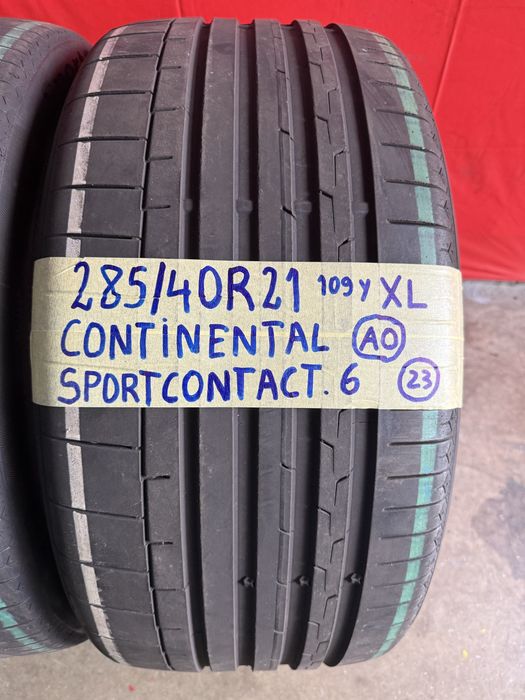 285/40R21 109Y XL
CONTINENTAL AO
SPORTCONTACT. 6 23